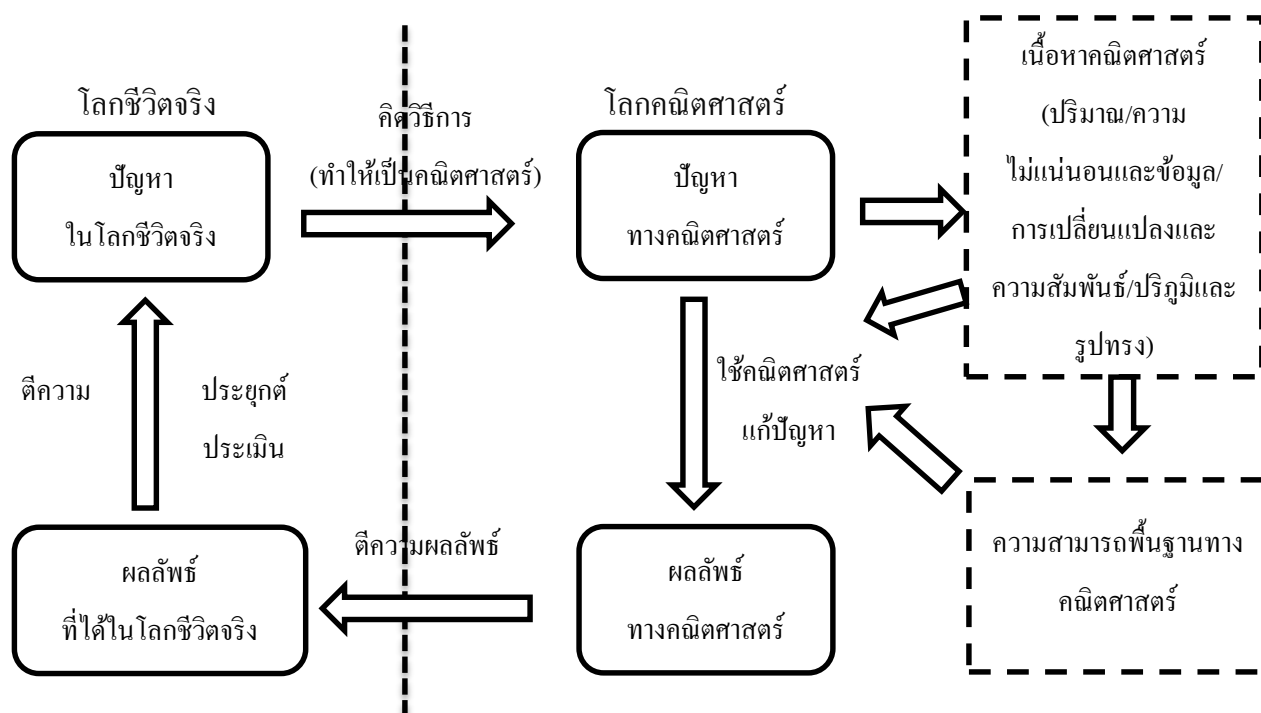 โลกชีวิตจริง
ปัญหา
ในโลกชีวิตจริง
คิดวิธีการ
(ทำให้เป็นคณิตศาสตร์)
โลกคณิตศาสตร์
ปัญหา
ทางคณิตศาสตร์
เนื้อหาคณิตศาสตร์
(ปริมาณ/ความ
ไม่แน่นอนและข้อมูล/
การเปลี่ยนแปลงและ
ความสัมพันธ์/ปริภูมิและ
รูปทรง)
ตีความ
ประยุกต์
ประเมิน
ใช้คณิตศาสตร์
แก้ปัญหา
ผลลัพธ์
ที่ได้ในโลกชีวิตจริง
ตีความผลลัพธ์
ผลลัพธ์
ทางคณิตศาสตร์
ความสามารถพื้นฐานทาง
คณิตศาสตร์